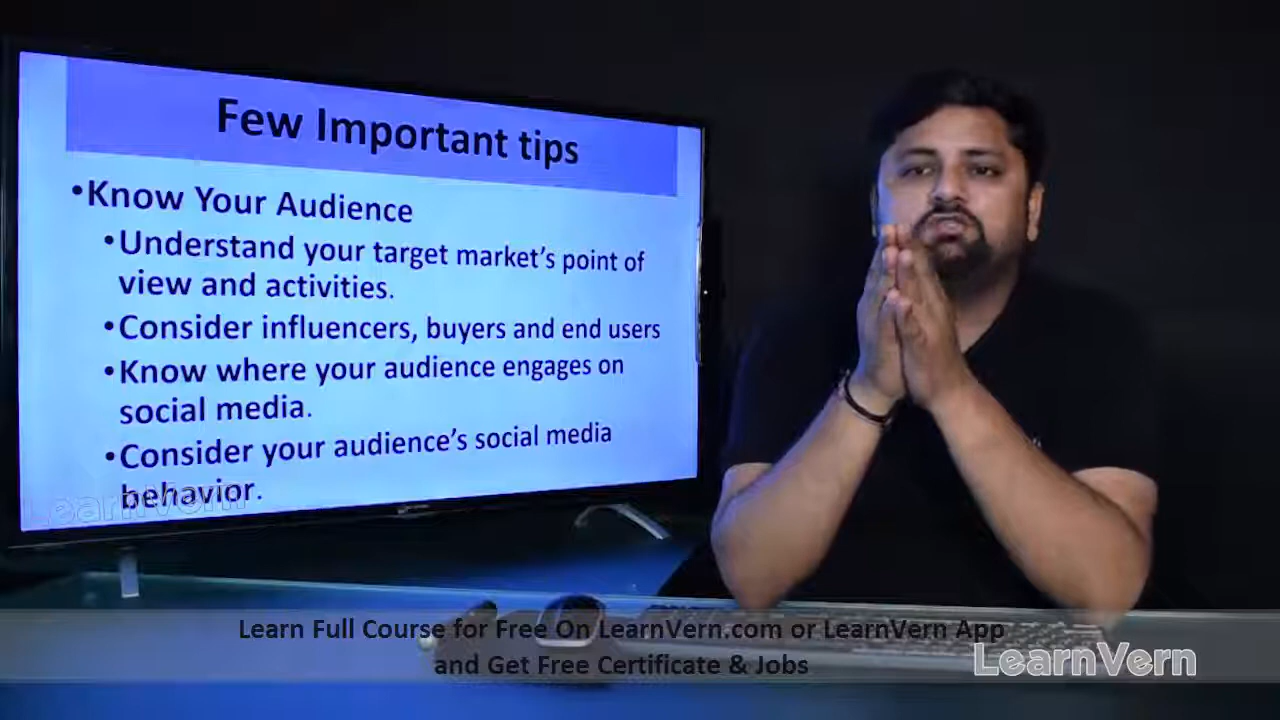 Few Important tips
•Know Your Audience
•Understand your target market's point of
view and activities.
•Consider influencers, buyers and end users
•Know where your audience engages on
social media.
•Consider your audience's social media
behavior.
LearnVern
Learn Full Course for Free On LearnVern.com or LearnVern App
and Get Free Certificate & Jobs
LearnVern